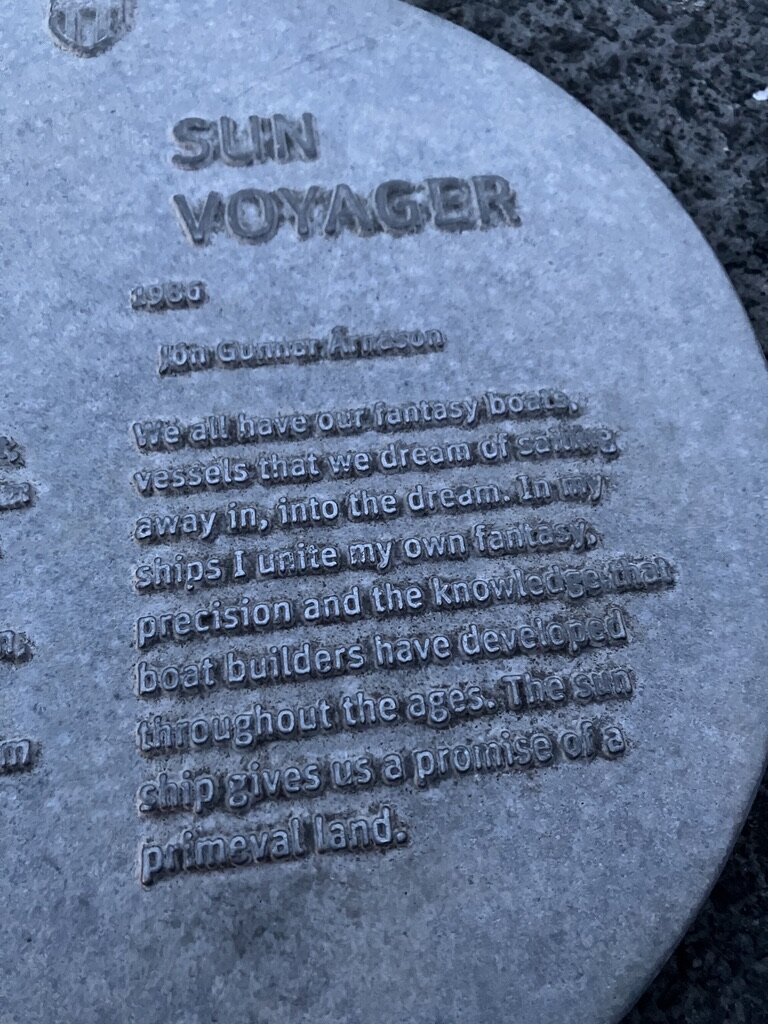 SUN
VOYAGER
1986
Jón Gunnar Árnason
We all have our fantasy boats,
vessels that we dream of sailing
away in, into the dream. In my
ships I unite my own fantasy,
precision and the knowledge that
boat builders have developed
throughout the ages. The sun
ship gives us a promise of a
primeval land.